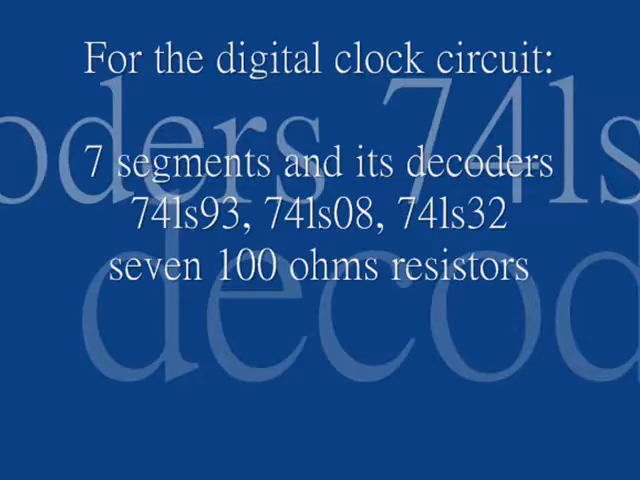 For the digital clock circuit:
oders 74ls
7 segments and its decoders
74ls93, 74ls08, 74ls32
seven 100 ohms resistors
decod